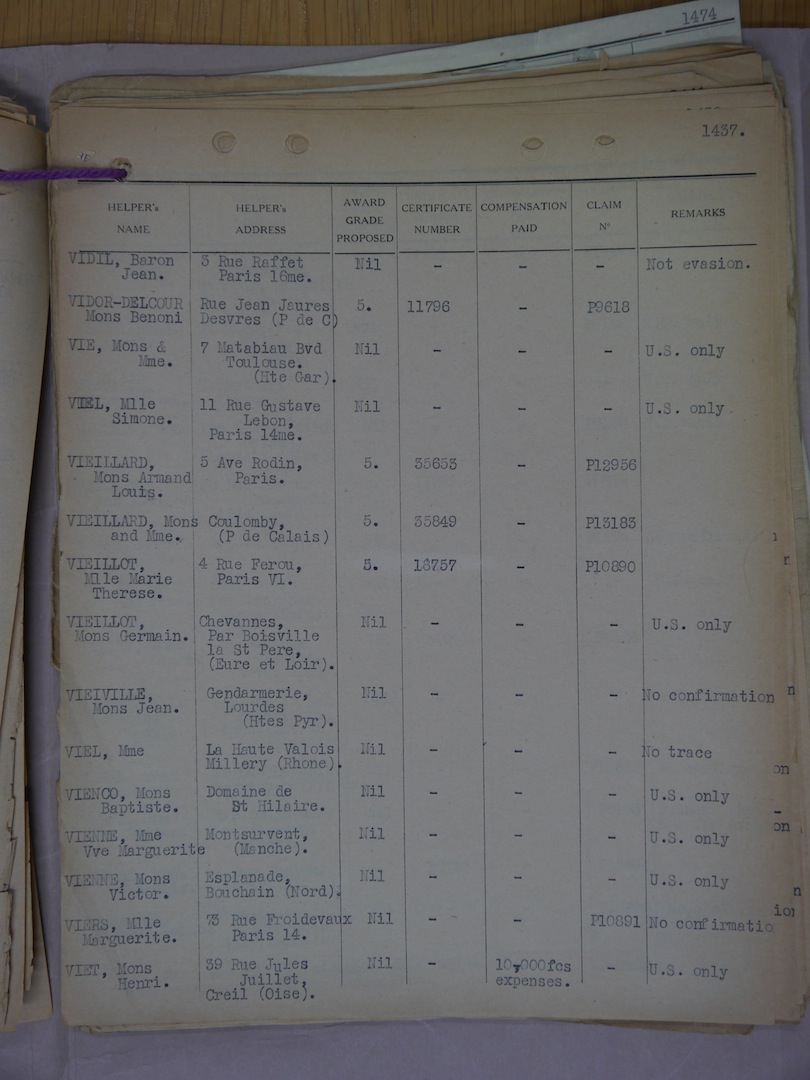 1474
1437.
HELPER's NAME HELPER's ADDRESS AWARD GRADE PROPOSED CERTIFICATE NUMBER COMPENSATION PAID CLAIM N° REMARKS
VIDIL, Baron 3 Rue Raffet Nil - - - Not evasion.
Jean. Paris 16me.
VIDOR-DELCOUR Rue Jean Jaures 5. 11796 - P9618
Mons Benoni Desvres (P de C)
VIE, Mons & 7 Matabiau Bvd Nil - - - U.S. only
Mme. Toulouse.
(Hte Gar).
VIEL, Mlle 11 Rue Gustave Nil - - - U.S. only.
Simone. Lebon,
Paris 14me.
VIEILLARD, 5 Ave Rodin, 5. 35653 - P12956
Mons Armand Paris.
Louis.
VIEILLARD, Mons Coulomby, 5. 35849 - P13183
and Mme. (P de Calais)
VIEILLOT, 4 Rue Ferou, 5. 18757 - P10890
Mlle Marie Paris VI.
Therese.
VIEILLOT, Chevannes, Nil - - - U.S. only
Mons Germain. Par Boisville
la St Pere,
(Eure et Loir).
VIEIVILLE, Gendarmerie, Nil - - - No confirmation
Mons Jean. Lourdes
(Htes Pyr).
VIEL, Mme La Haute Valois Nil - - - No trace
Millery (Rhone).
VIENCO, Mons Domaine de Nil - - - U.S. only
Baptiste. St Hilaire.
VIENNE, Mme Montsurvent, Nil - - - U.S. only
Vve Marguerite (Manche).
VIENNE, Mons Esplanade, Nil - - - U.S. only
Victor. Bouchain (Nord).
VIERS, Mlle 73 Rue Froidevaux Nil - - P10891 No confirmatio
Marguerite. Paris 14.
VIET, Mons 39 Rue Jules Nil - 10,000fcs - U.S. only
Henri. Juillet, expenses.
Creil (Oise).